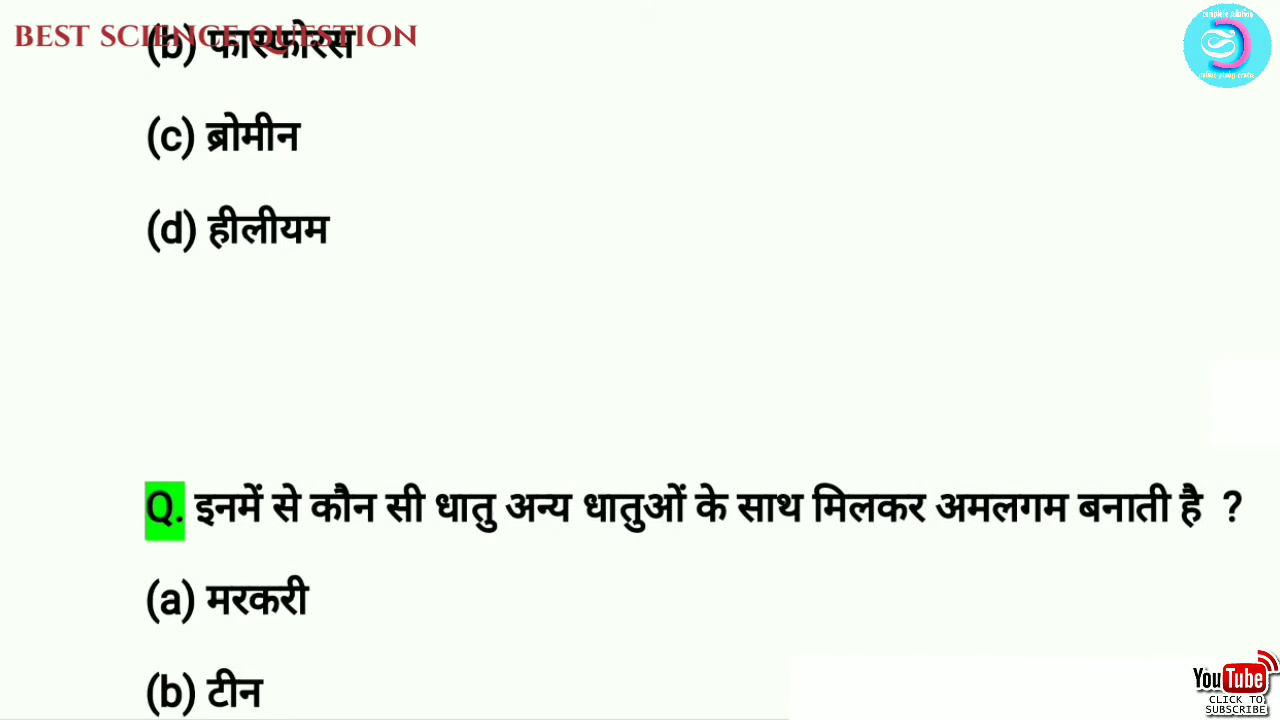 BEST SCIENCE QUESTION
(b) फास्फोरस
(c) ब्रोमीन
(d) हीलीयम
Q. इनमें से कौन सी धातु अन्य धातुओं के साथ मिलकर अमलगम बनाती है ?
(a) मरकरी
(b) टीन
YouTube
CLICK TO
SUBSCRIBE